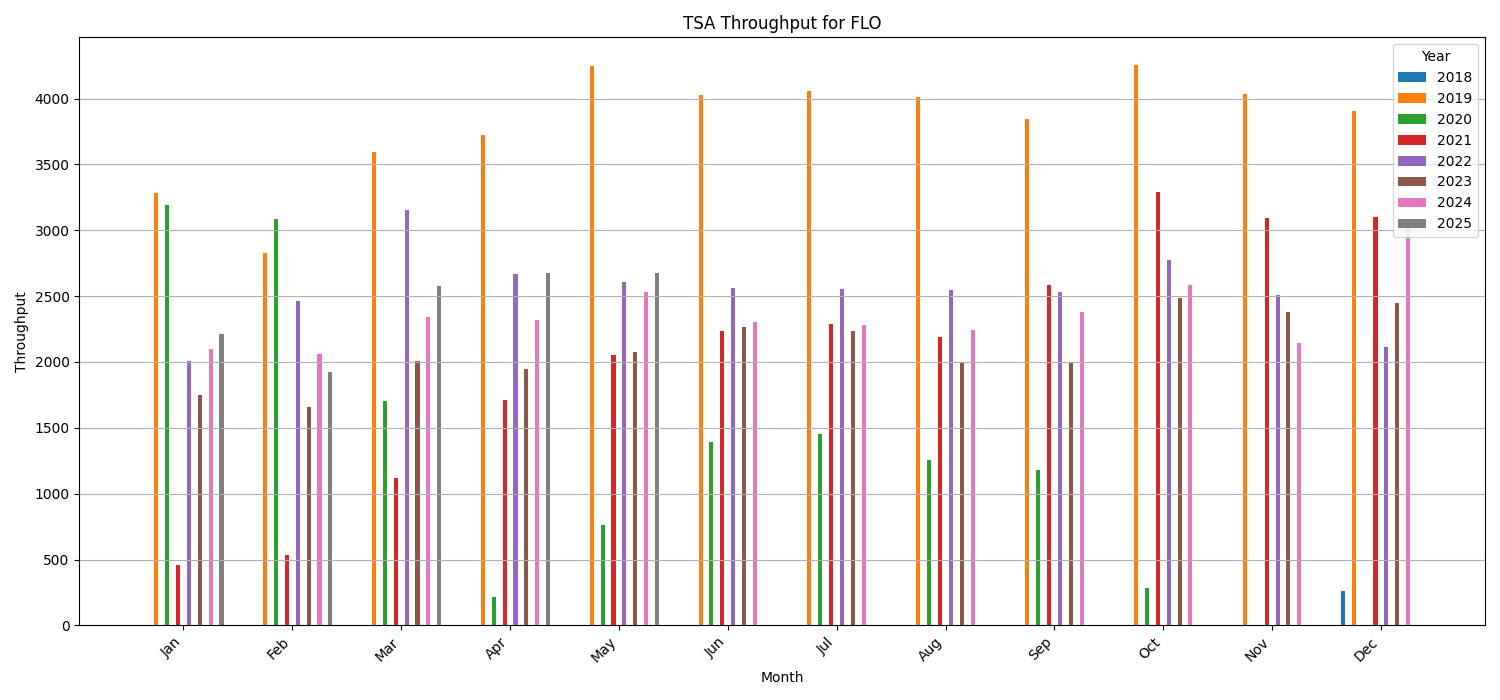 TSA Throughput for FLO
Year
2018
2019
2020
2021
2022
2023
2024
2025
Throughput
4000
3500
3000
2500
2000
1500
1000
500
0
Jan
Feb
Mar
Apr
May
Jun
Jul
Aug
Sep
Oct
Nov
Dec
Month